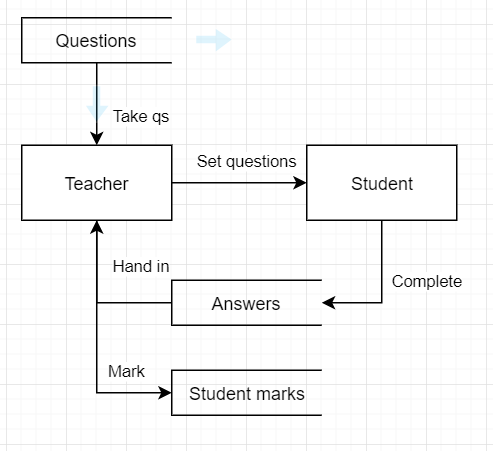 Questions
Take qs
Set questions
Teacher
Student
Hand in
Complete
Answers
Mark
Student marks